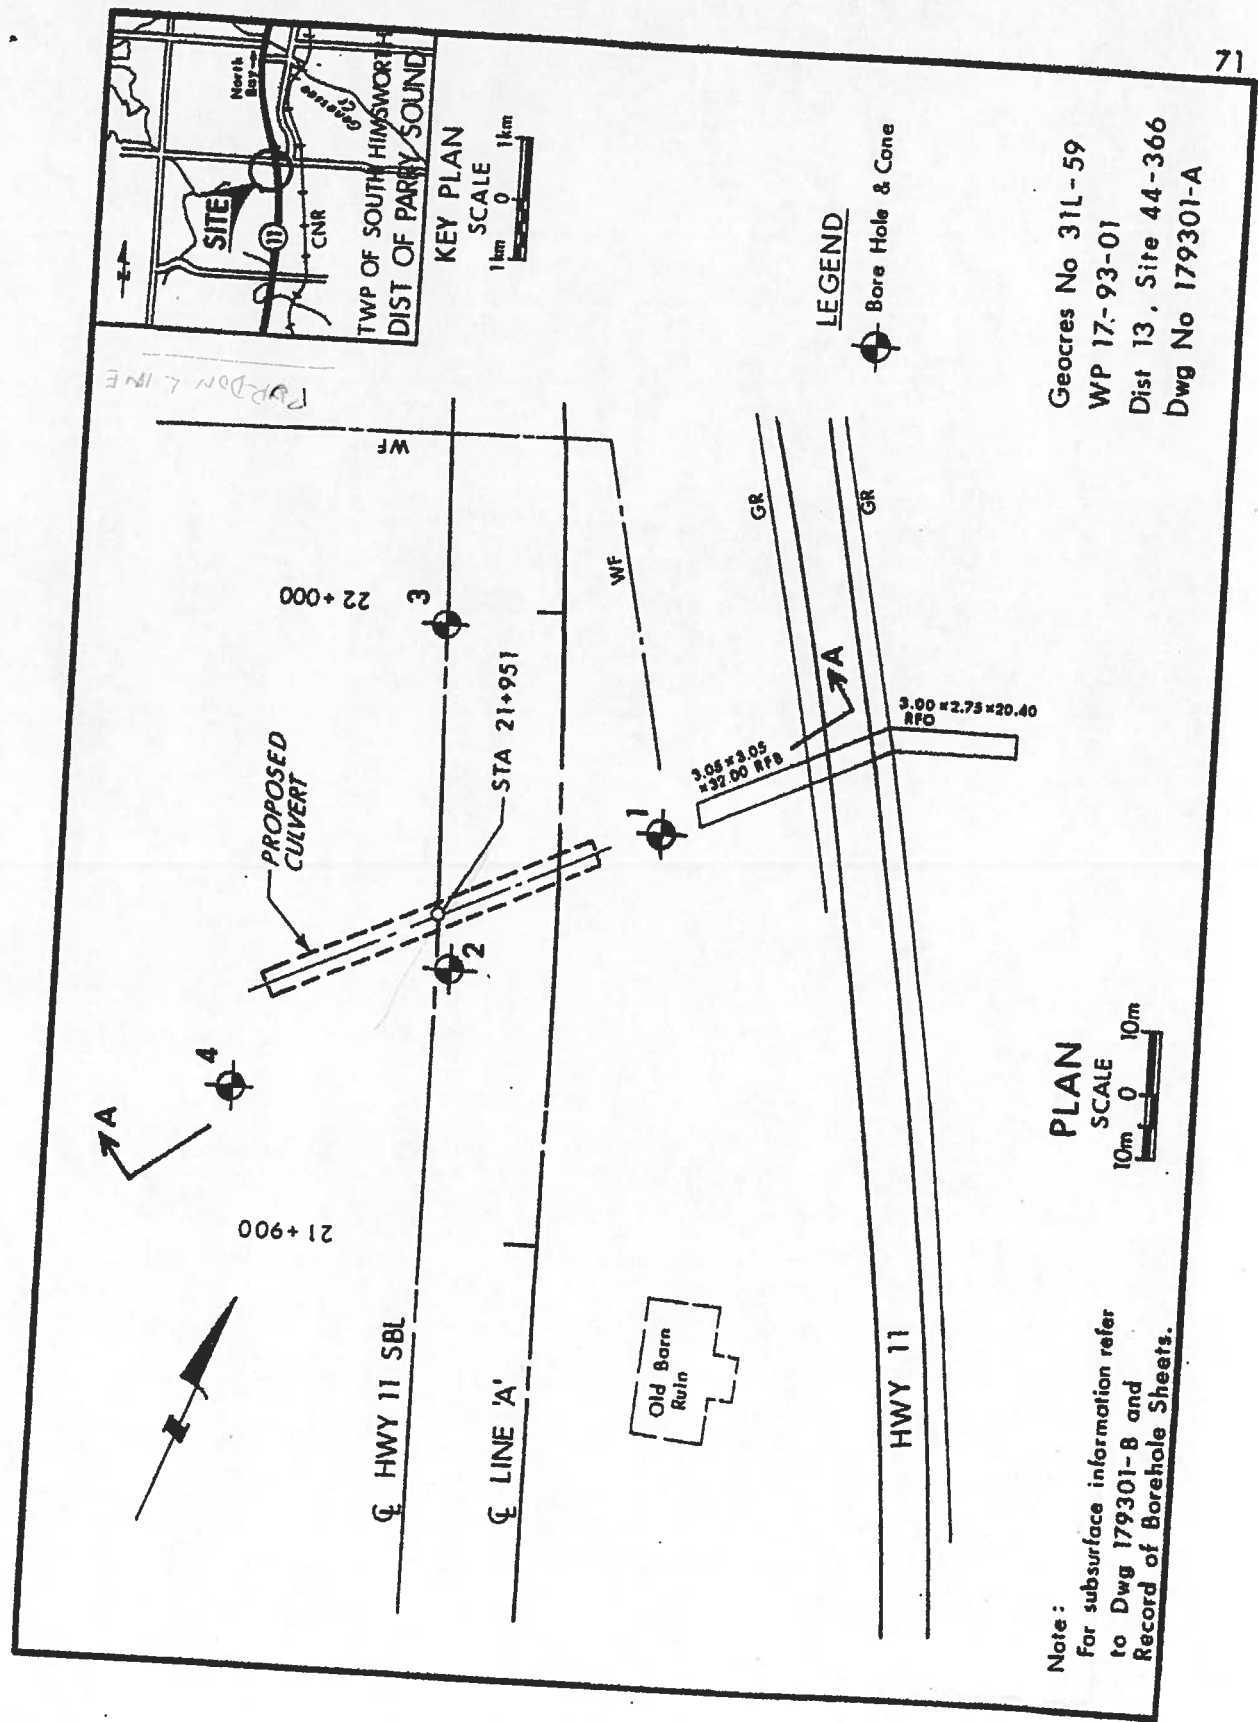 71
N
SITE
11
CNR
North
Bay
TWP OF SOUTH HIMSWORTH
DIST OF PARRY SOUND
KEY PLAN
SCALE
1km 0 1km
LINE
WF
WF
22+000
3
PROPOSED
CULVERT
STA 21+951
2
1
4
A
21+900
N
℄ HWY 11 SBL
℄ LINE 'A'
Old Barn
Ruin
HWY 11
GR
GR
A
3.05×3.05
×32.00 RFB
3.00×2.75×20.40
RFO
LEGEND
Bore Hole & Cone
PLAN
SCALE
10m 0 10m
Note:
For subsurface information refer
to Dwg 179301-B and
Record of Borehole Sheets.
Geocres No 31L-59
WP 17-93-01
Dist 13, Site 44-366
Dwg No 179301-A